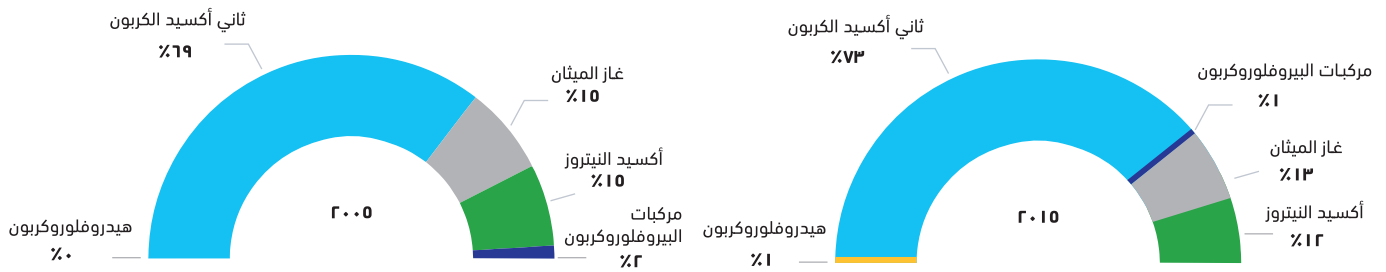 ثاني أكسيد الكربون
٪٦٩
غاز الميثان
٪١٥
أكسيد النيتروز
٪١٥
مركبات
البيروفلوروكربون
٪٢
هيدروفلوروكربون
٪٠
٢٠٠٥
ثاني أكسيد الكربون
٪٧٣
مركبات البيروفلوروكربون
٪١
غاز الميثان
٪١٣
أكسيد النيتروز
٪١٢
هيدروفلوروكربون
٪١
٢٠١٥